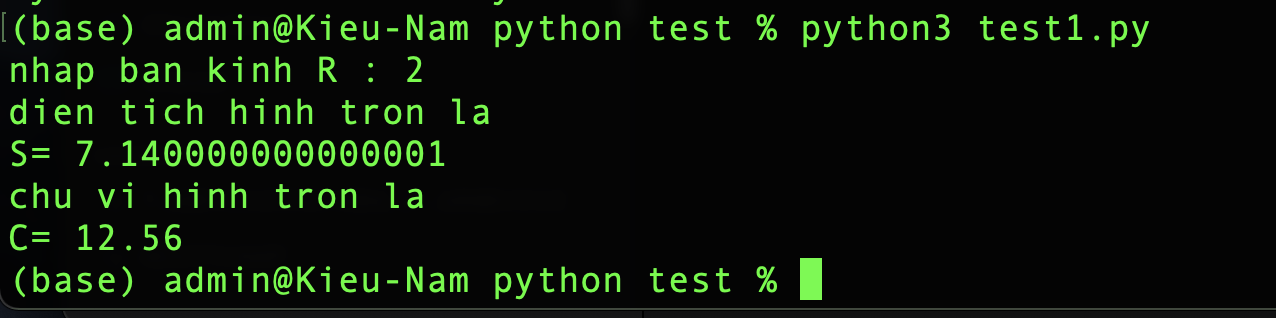 (base) admin@Kieu-Nam python test % python3 test1.py
nhap ban kinh R : 2
dien tich hinh tron la
S= 7.140000000000001
chu vi hinh tron la
C= 12.56
(base) admin@Kieu-Nam python test %